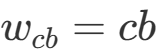 w_{cb} = cb